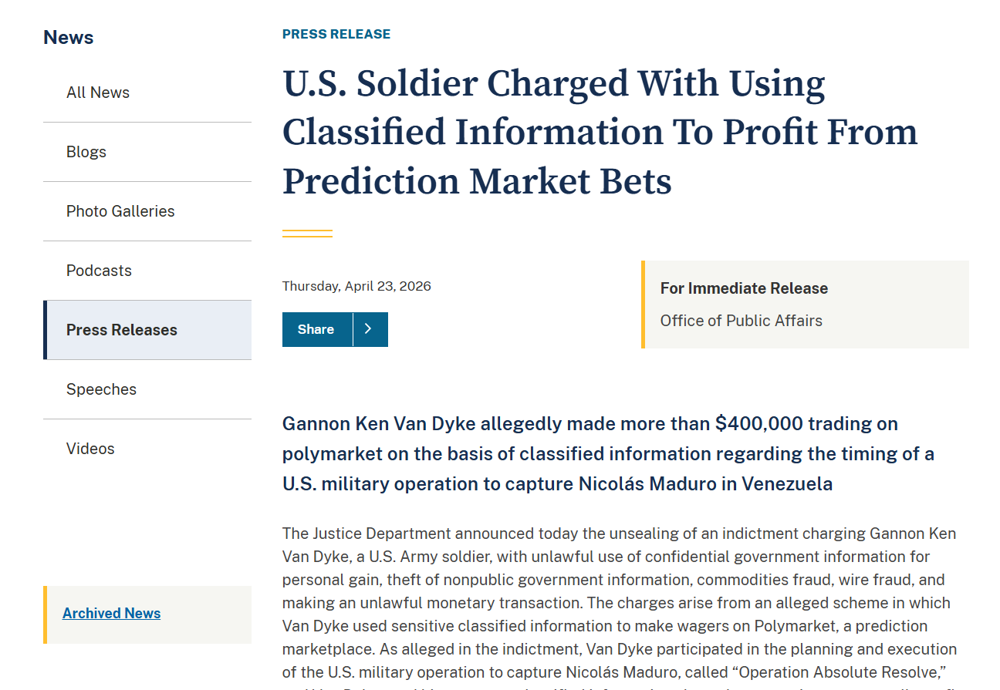 News
All News
Blogs
Photo Galleries
Podcasts
Press Releases
Speeches
Videos
Archived News
PRESS RELEASE
U.S. Soldier Charged With Using
Classified Information To Profit From
Prediction Market Bets
Thursday, April 23, 2026
Share
For Immediate Release
Office of Public Affairs
Gannon Ken Van Dyke allegedly made more than $400,000 trading on
polymarket on the basis of classified information regarding the timing of a
U.S. military operation to capture Nicolás Maduro in Venezuela
The Justice Department announced today the unsealing of an indictment charging Gannon Ken
Van Dyke, a U.S. Army soldier, with unlawful use of confidential government information for
personal gain, theft of nonpublic government information, commodities fraud, wire fraud, and
making an unlawful monetary transaction. The charges arise from an alleged scheme in which
Van Dyke used sensitive classified information to make wagers on Polymarket, a prediction
marketplace. As alleged in the indictment, Van Dyke participated in the planning and execution
of the U.S. military operation to capture Nicolás Maduro, called “Operation Absolute Resolve,”